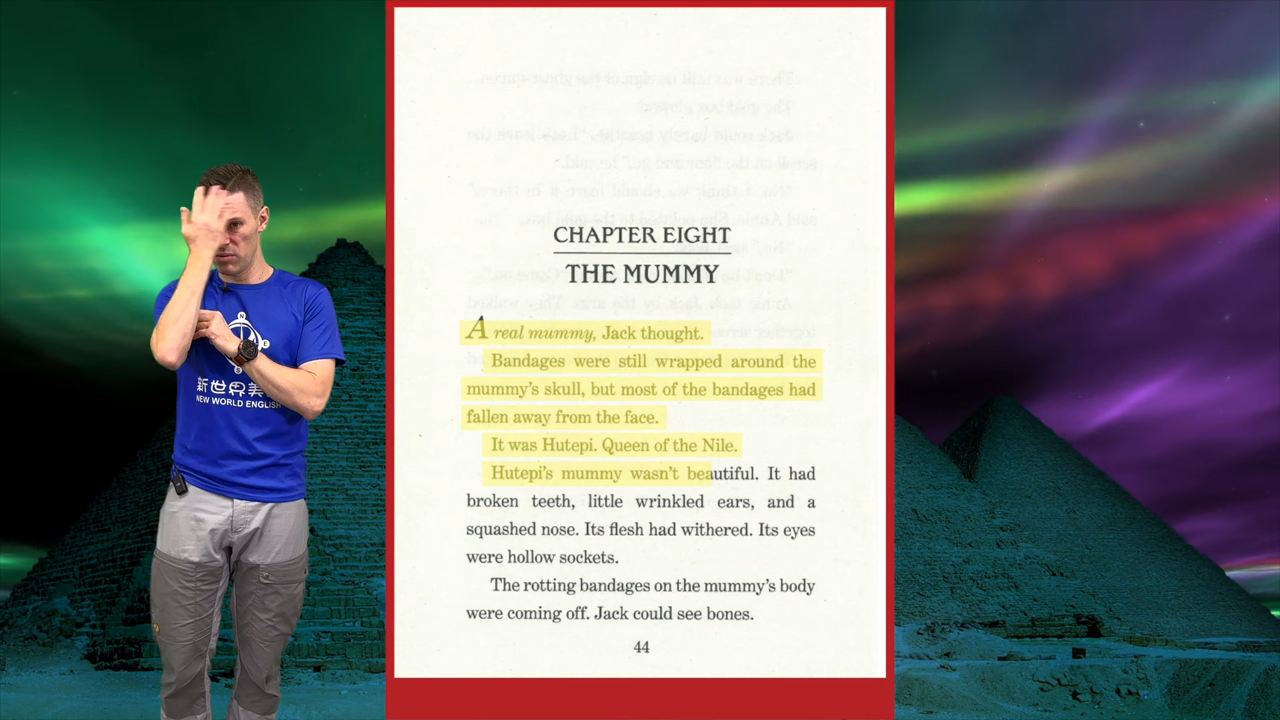 N
新世界美
NEW WORLD ENGLISH
CHAPTER EIGHT
THE MUMMY
A real mummy, Jack thought.
Bandages were still wrapped around the
mummy's skull, but most of the bandages had
fallen away from the face.
It was Hutepi. Queen of the Nile.
Hutepi's mummy wasn't beautiful. It had
broken teeth, little wrinkled ears, and a
squashed nose. Its flesh had withered. Its eyes
were hollow sockets.
The rotting bandages on the mummy's body
were coming off. Jack could see bones.
44